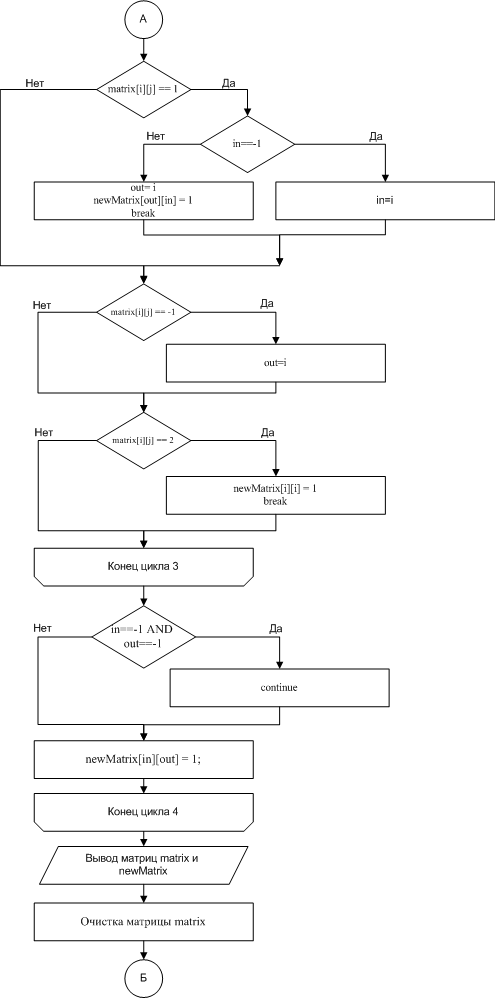 А
Нет
matrix[i][j] == 1
Да
in==-1
Нет
Да
out= i
newMatrix[out][in] = 1
break
in=i
Нет
matrix[i][j] == -1
Да
out=i
Нет
matrix[i][j] == 2
Да
newMatrix[i][i] = 1
break
Конец цикла 3
Нет
in==-1 AND
out==-1
Да
continue
newMatrix[in][out] = 1;
Конец цикла 4
Вывод матриц matrix и
newMatrix
Очистка матрицы matrix
Б